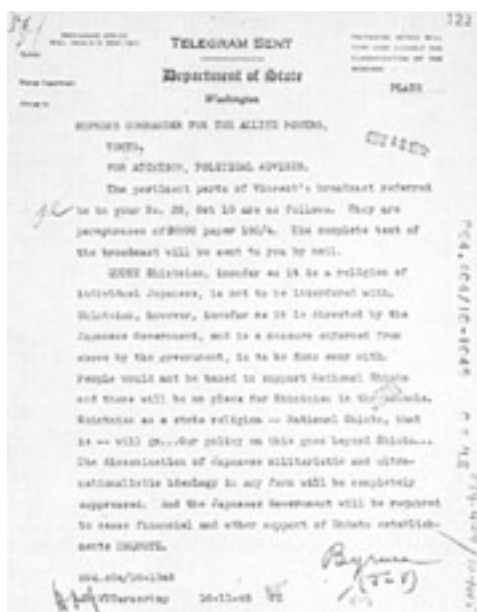 122
TELEGRAM SENT
Department of State
Washington
PLAIN
SUPREME COMMANDER FOR THE ALLIED POWERS,
TOKYO,
FOR ATCHESON, POLITICAL ADVISER.
The pertinent parts of Vincent's broadcast referred
to in your No. 28, Oct 10 are as follows. They are
paraphrases of SWNCC paper 150/4. The complete text of
the broadcast will be sent to you by mail.
QUOTE Shintoism, insofar as it is a religion of
individual Japanese, is not to be interfered with.
Shintoism, however, insofar as it is directed by the
Japanese Government, and is a measure enforced from
above by the government, is to be done away with.
People would not be taxed to support National Shinto
and there will be no place for Shintoism in the schools.
Shintoism as a state religion -- National Shinto, that
is -- will go...Our policy on this goes beyond Shinto...
The dissemination of Japanese militaristic and ultra-
nationalistic ideology in any form will be completely
suppressed. And the Japanese Government will be required
to cease financial and other support of Shinto establish-
ments UNQUOTE.
Byrnes